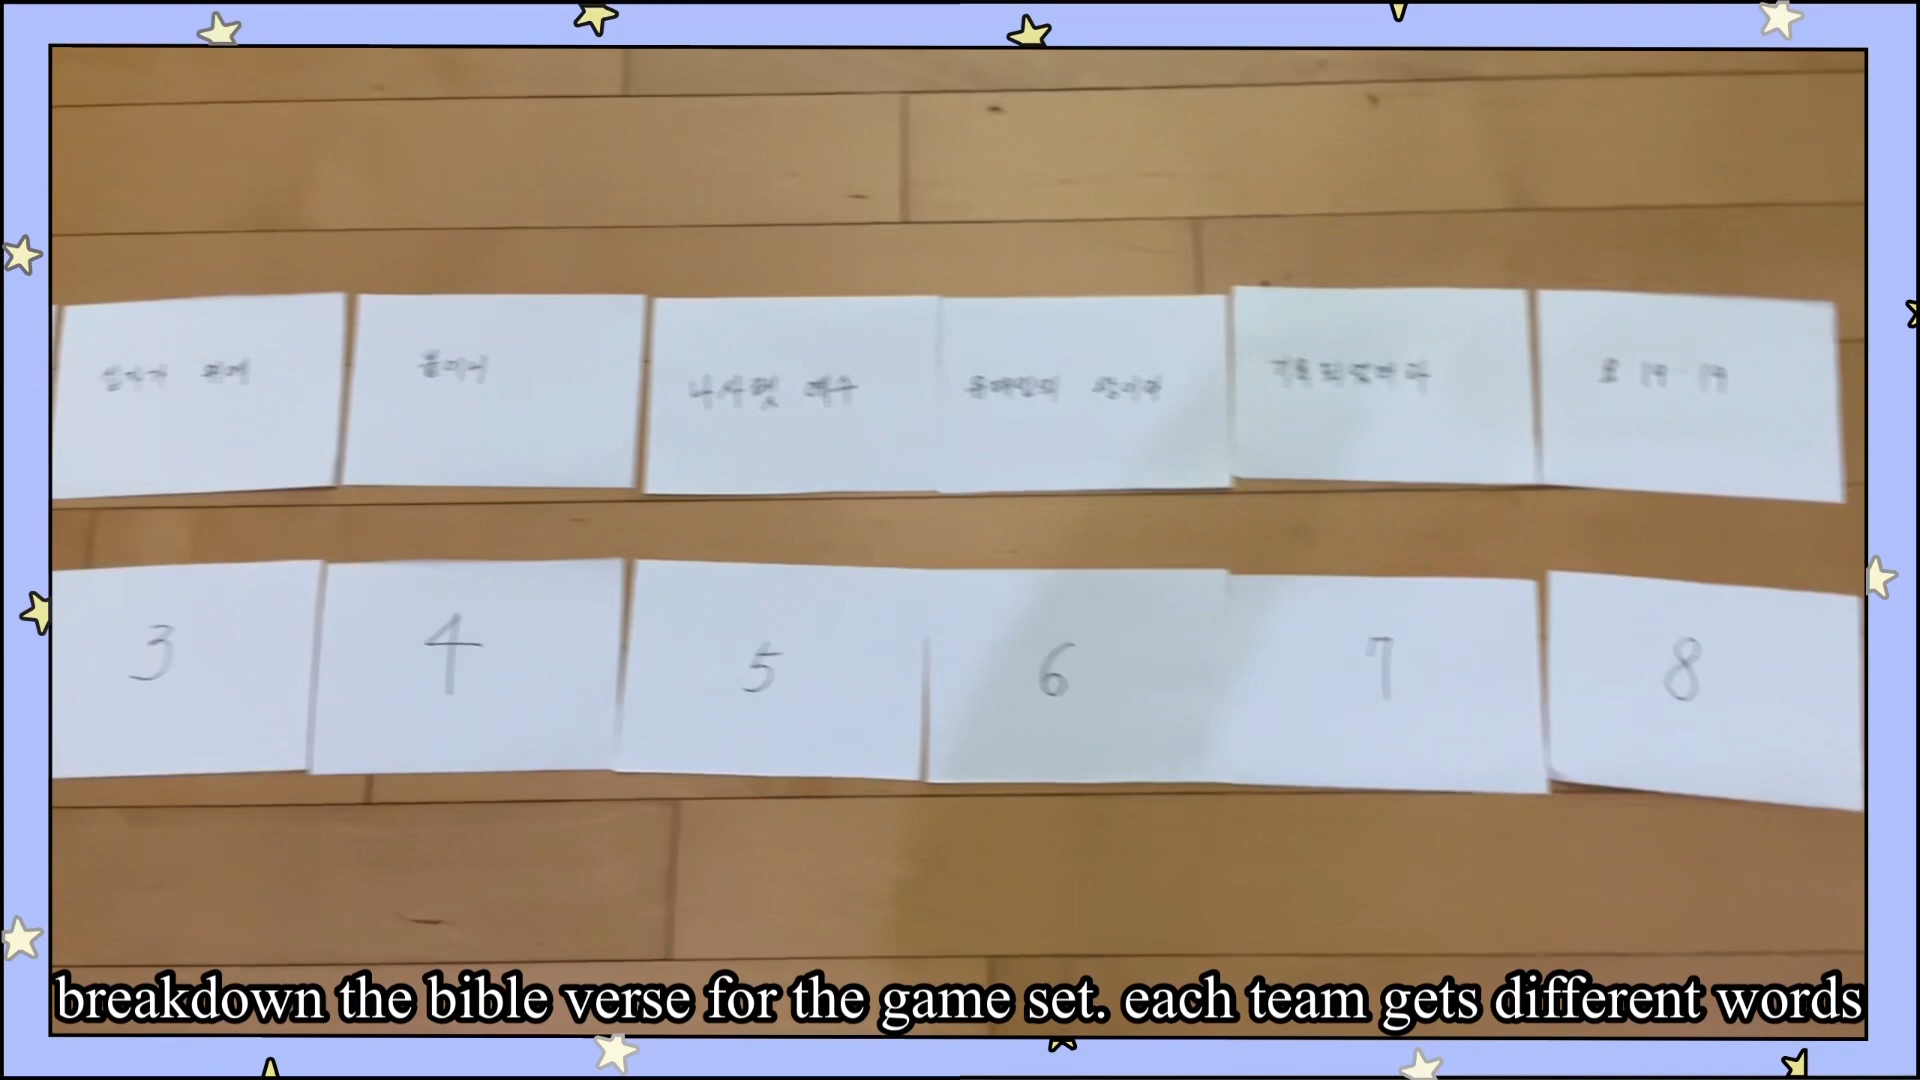 십자가 위에
붙이니
나사렛 예수
유대인의 왕이라
기록되었더라
요 19 - 19
3
4
5
6
7
8
breakdown the bible verse for the game set. each team gets different words